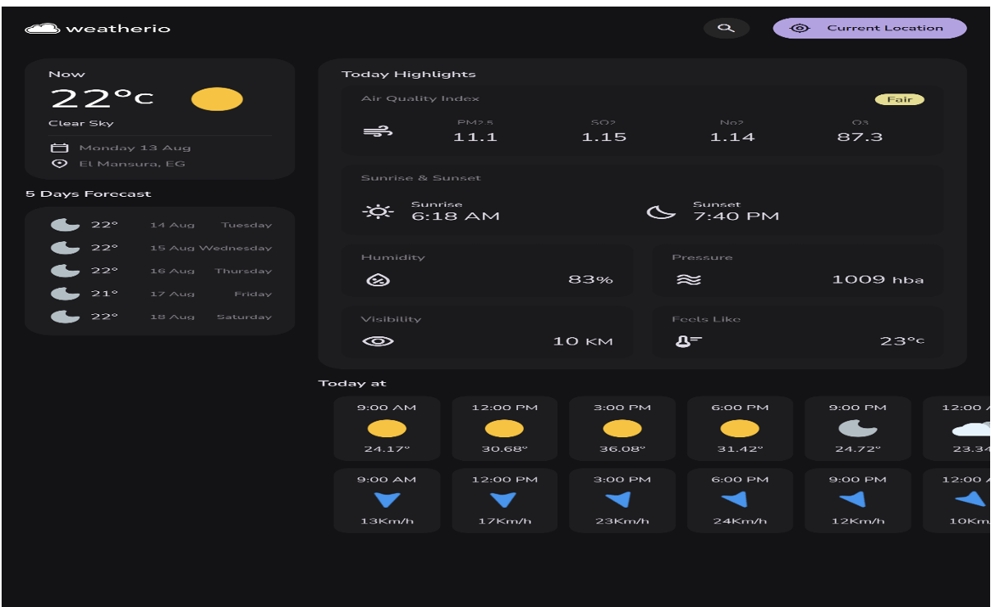 weatherio
Current Location
Now
22°c
Clear Sky
Monday 13 Aug
El Mansura, EG
5 Days Forecast
22° 14 Aug Tuesday
22° 15 Aug Wednesday
22° 16 Aug Thursday
21° 17 Aug Friday
22° 18 Aug Saturday
Today Highlights
Air Quality Index
Fair
PM2.5 SO2 No2 O3
11.1 1.15 1.14 87.3
Sunrise & Sunset
Sunrise
6:18 AM
Sunset
7:40 PM
Humidity
83%
Pressure
1009 hba
Visibility
10 KM
Feels Like
23°c
Today at
9:00 AM 12:00 PM 3:00 PM 6:00 PM 9:00 PM 12:00
24.17° 30.68° 36.08° 31.42° 24.72° 23.34
9:00 AM 12:00 PM 3:00 PM 6:00 PM 9:00 PM 12:00
13Km/h 17Km/h 23Km/h 24Km/h 12Km/h 10Km